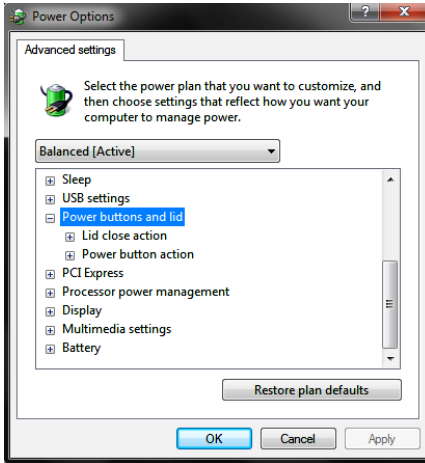 Power Options
Advanced settings
Select the power plan that you want to customize, and
then choose settings that reflect how you want your
computer to manage power.
Balanced [Active]
Sleep
USB settings
Power buttons and lid
Lid close action
Power button action
PCI Express
Processor power management
Display
Multimedia settings
Battery
Restore plan defaults
OK Cancel Apply